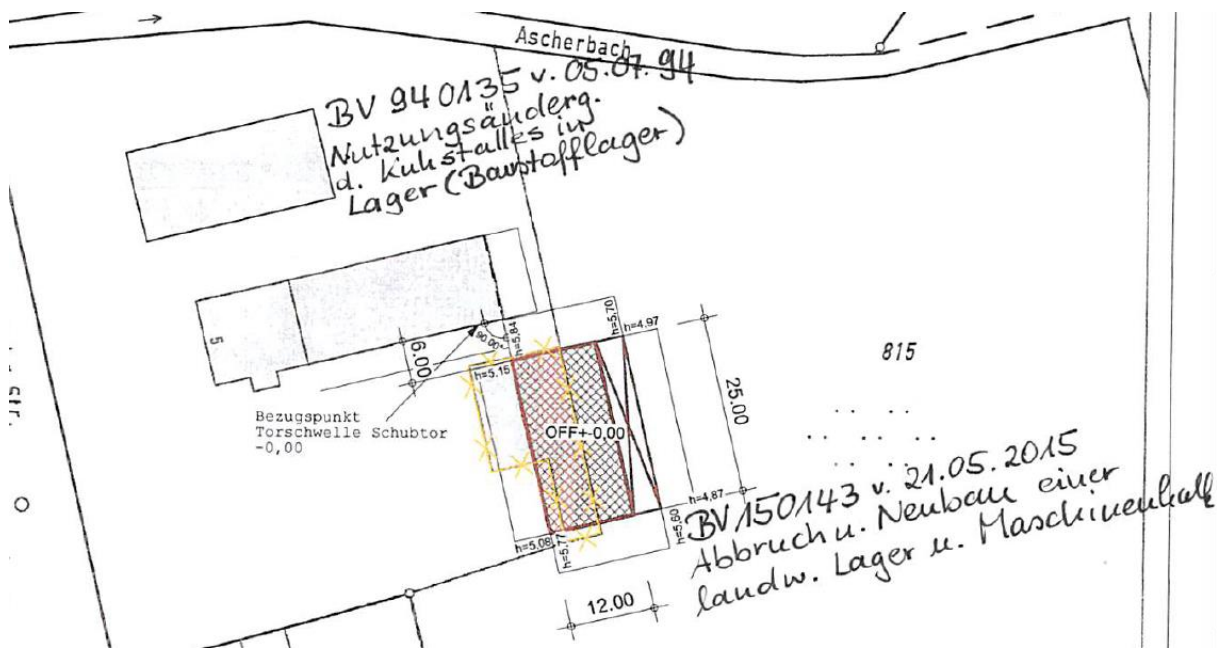 Ascherbach
BV 940135 v. 05.07.94
Nutzungsänderg.
d. Kuhstalles in
Lager (Baustofflager)
5
6.00
90.00°
h=5.84
h=5.70
h=4.97
h=5.15
815
25.00
Bezugspunkt
Torschwelle Schubtor
-0,00
OFF+-0,00
Str.
h=4.87
h=5.60
h=5.08
h=5.77
12.00
BV 150143 v. 21.05.2015
Abbruch u. Neubau einer
landw. Lager u. Maschinenhalle